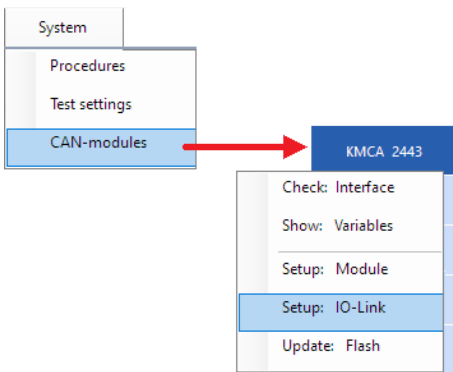 System
Procedures
Test settings
CAN-modules
KMCA 2443
Check: Interface
Show: Variables
Setup: Module
Setup: IO-Link
Update: Flash